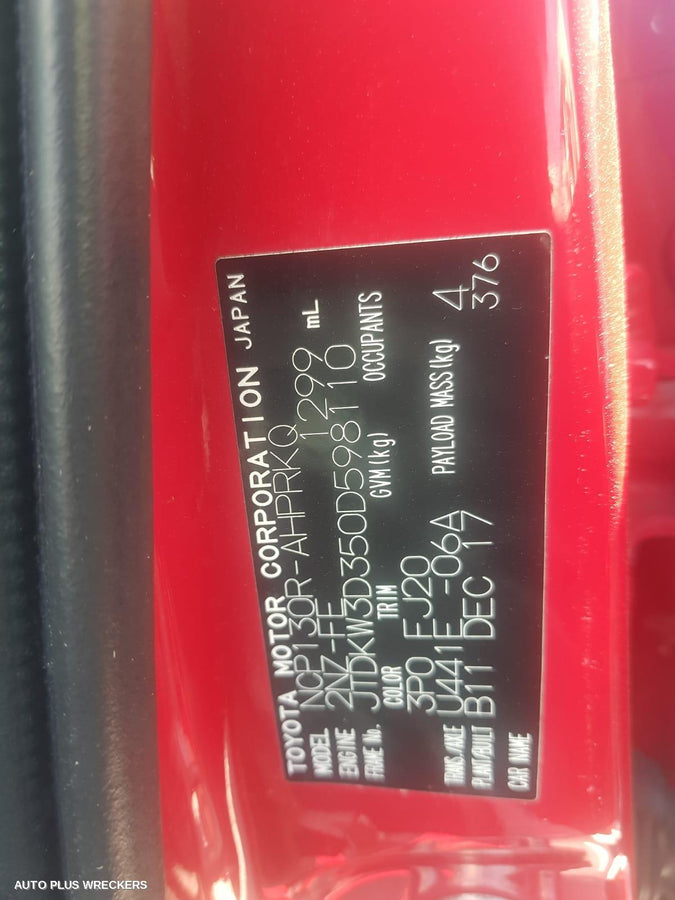 TOYOTA MOTOR CORPORATION JAPAN
MODEL NCP130R-AHPRKQ
ENGINE 2NZ-FE 1299 mL
FRAME No. JTDKW3D350D598110
COLOR TRIM GVM(kg) OCCUPANTS
3P0 FJ20 4
TRANS./AXLE U441E -06A PAYLOAD MASS(kg) 376
PLANT/BUILT B11 DEC 17
CAR NAME
AUTO PLUS WRECKERS